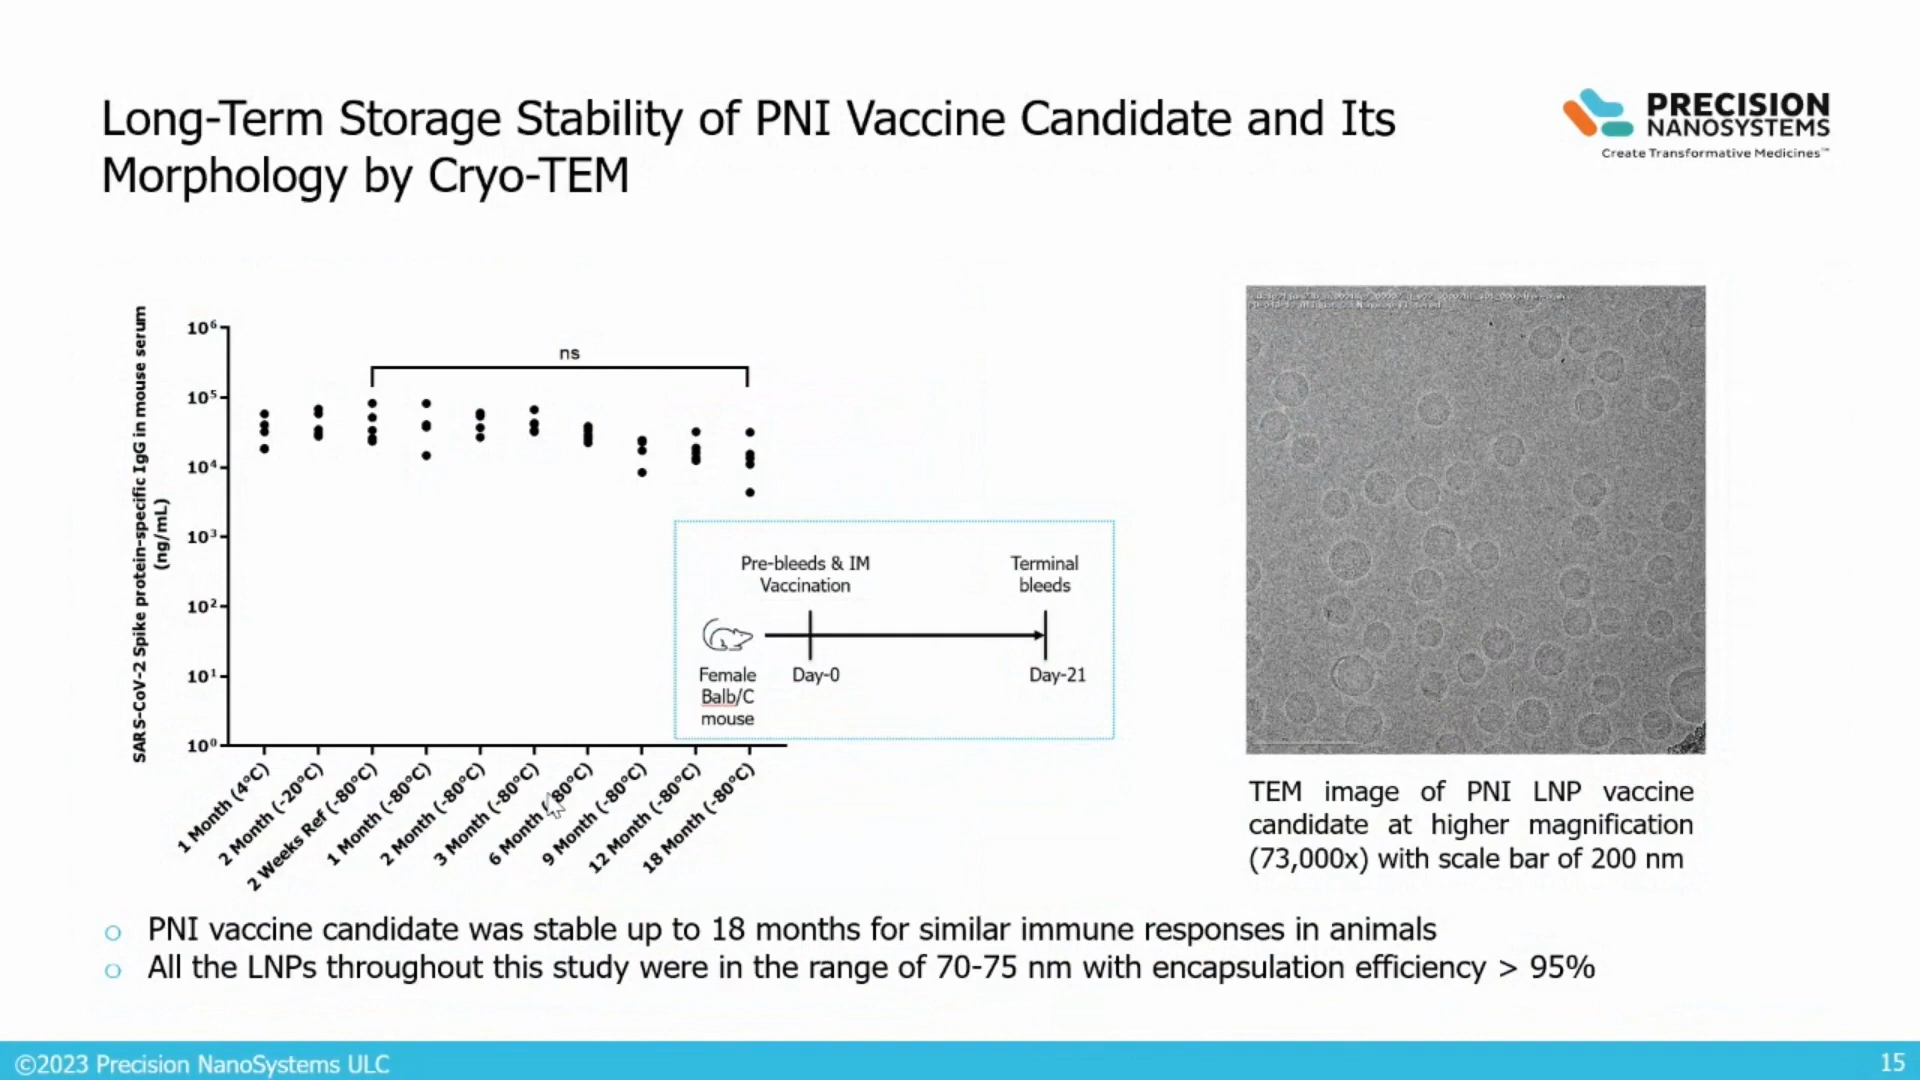 Long-Term Storage Stability of PNI Vaccine Candidate and Its
Morphology by Cryo-TEM
PRECISION
NANOSYSTEMS
Create Transformative Medicines™
SARS-CoV-2 Spike protein-specific IgG in mouse serum
(ng/mL)
10⁶
10⁵
10⁴
10³
10²
10¹
10⁰
ns
1 Month (4°C)
2 Month (-20°C)
2 Weeks Ref (-80°C)
1 Month (-80°C)
2 Month (-80°C)
3 Month (-80°C)
6 Month (-80°C)
9 Month (-80°C)
12 Month (-80°C)
18 Month (-80°C)
Pre-bleeds & IM
Vaccination
Terminal
bleeds
Day-0
Day-21
Female
Balb/C
mouse
TEM image of PNI LNP vaccine
candidate at higher magnification
(73,000x) with scale bar of 200 nm
o PNI vaccine candidate was stable up to 18 months for similar immune responses in animals
o All the LNPs throughout this study were in the range of 70-75 nm with encapsulation efficiency > 95%
©2023 Precision NanoSystems ULC
15